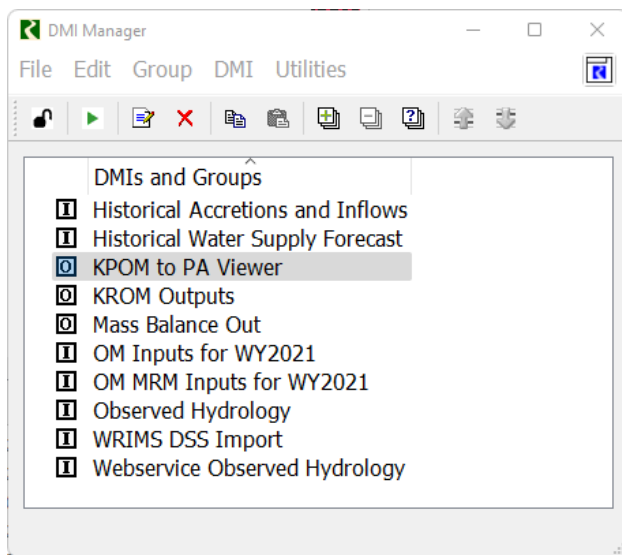 DMI Manager
File Edit Group DMI Utilities
DMIs and Groups
I Historical Accretions and Inflows
I Historical Water Supply Forecast
O KPOM to PA Viewer
O KROM Outputs
O Mass Balance Out
I OM Inputs for WY2021
I OM MRM Inputs for WY2021
I Observed Hydrology
I WRIMS DSS Import
I Webservice Observed Hydrology